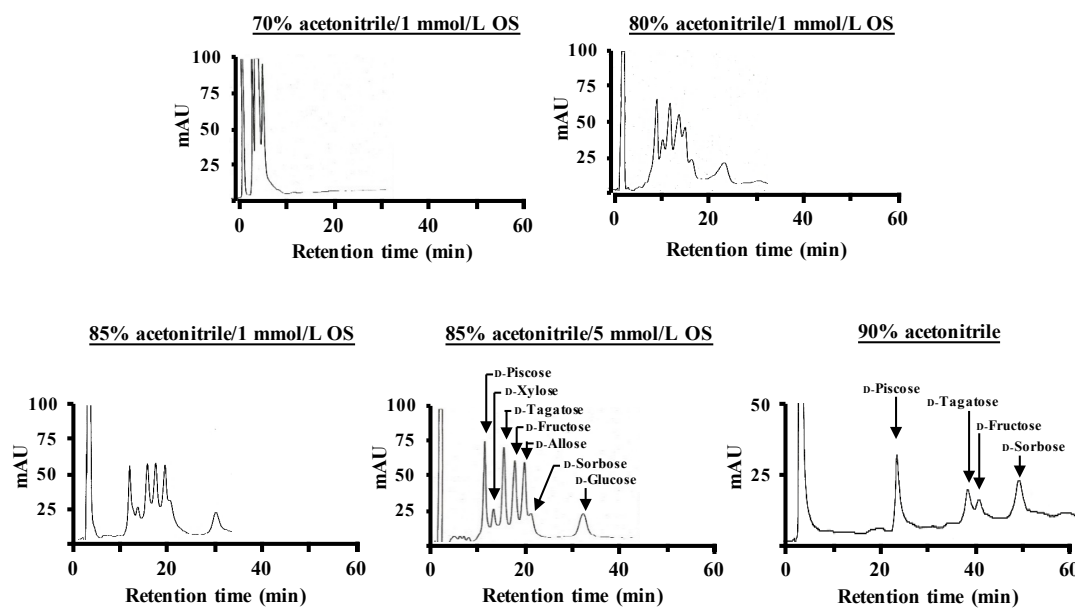 70% acetonitrile/1 mmol/L OS
100
75
50
25
mAU
0 20 40 60
Retention time (min)
80% acetonitrile/1 mmol/L OS
100
75
50
25
mAU
0 20 40 60
Retention time (min)
85% acetonitrile/1 mmol/L OS
100
75
50
25
mAU
0 20 40 60
Retention time (min)
85% acetonitrile/5 mmol/L OS
D-Piscose
D-Xylose
D-Tagatose
D-Fructose
D-Allose
D-Sorbose
D-Glucose
100
75
50
25
mAU
0 20 40 60
Retention time (min)
90% acetonitrile
D-Piscose
D-Tagatose
D-Fructose
D-Sorbose
50
25
mAU
0 20 40 60
Retention time (min)